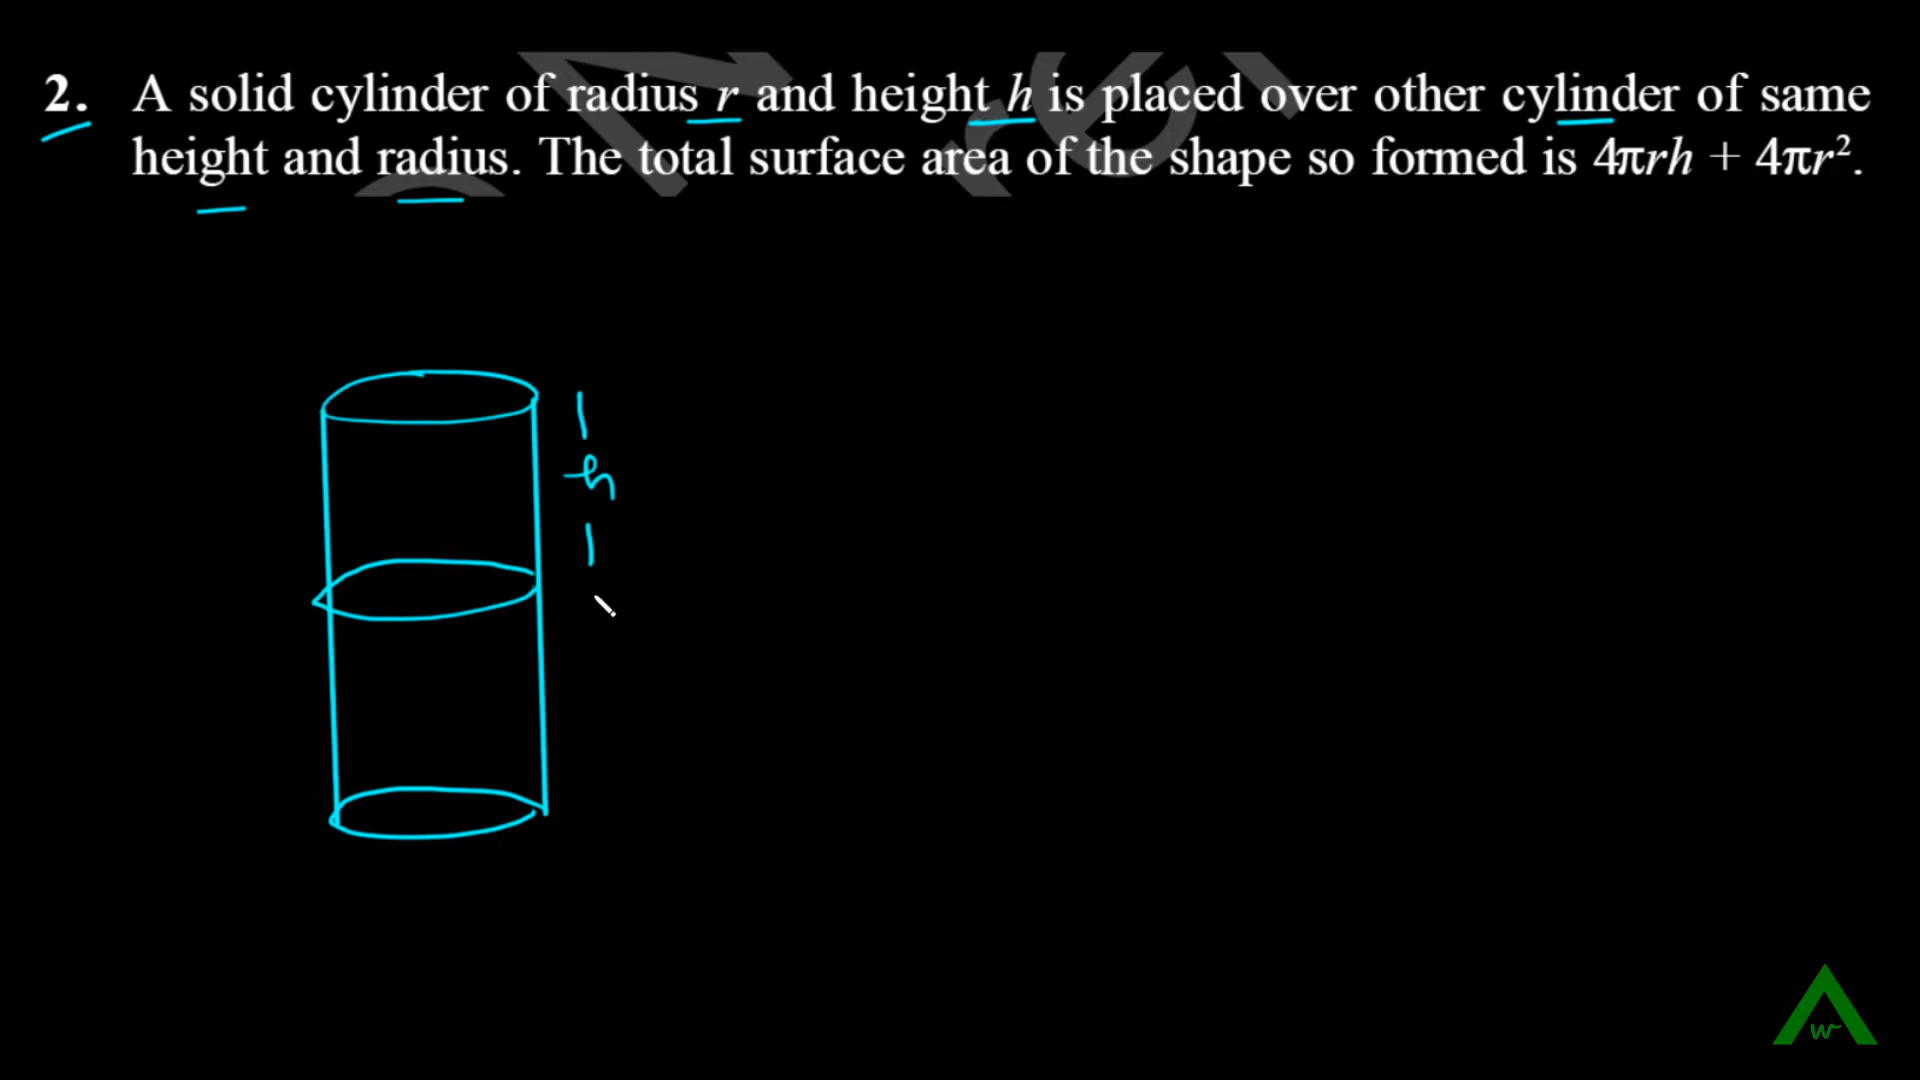 2. A solid cylinder of radius r and height h is placed over other cylinder of same
height and radius. The total surface area of the shape so formed is 4πrh + 4πr².
h
w